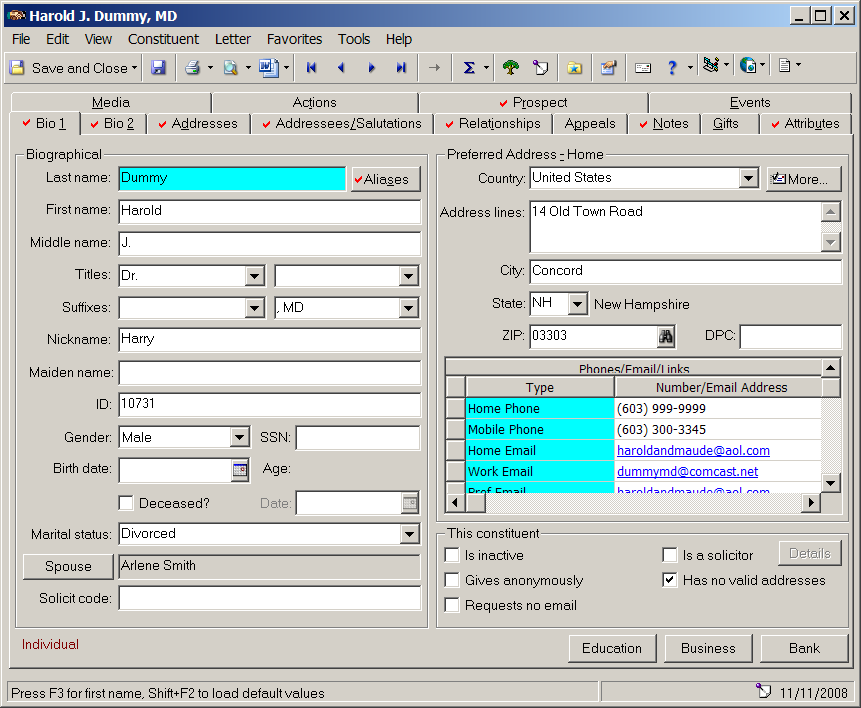 Harold J. Dummy, MD
File Edit View Constituent Letter Favorites Tools Help
Save and Close
Media Actions Prospect Events
Bio 1 Bio 2 Addresses Addressees/Salutations Relationships Appeals Notes Gifts Attributes
Biographical
Last name: Dummy Aliases
First name: Harold
Middle name: J.
Titles: Dr.
Suffixes: , MD
Nickname: Harry
Maiden name:
ID: 10731
Gender: Male SSN:
Birth date: Age:
Deceased? Date:
Marital status: Divorced
Spouse Arlene Smith
Solicit code:
Individual
Preferred Address - Home
Country: United States More...
Address lines: 14 Old Town Road
City: Concord
State: NH New Hampshire
ZIP: 03303 DPC:
Phones/Email/Links
Type Number/Email Address
Home Phone (603) 999-9999
Mobile Phone (603) 300-3345
Home Email haroldandmaude@aol.com
Work Email dummymd@comcast.net
Pref Email haroldandmaude@aol.com
This constituent
Is inactive Is a solicitor Details
Gives anonymously Has no valid addresses
Requests no email
Education Business Bank
Press F3 for first name, Shift+F2 to load default values 11/11/2008